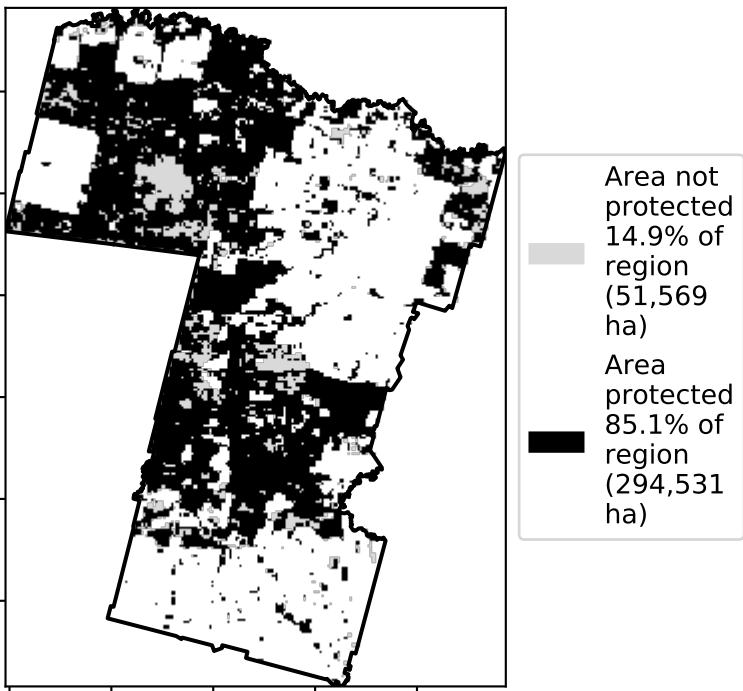 Area not
protected
14.9% of
region
(51,569
ha)
Area
protected
85.1% of
region
(294,531
ha)